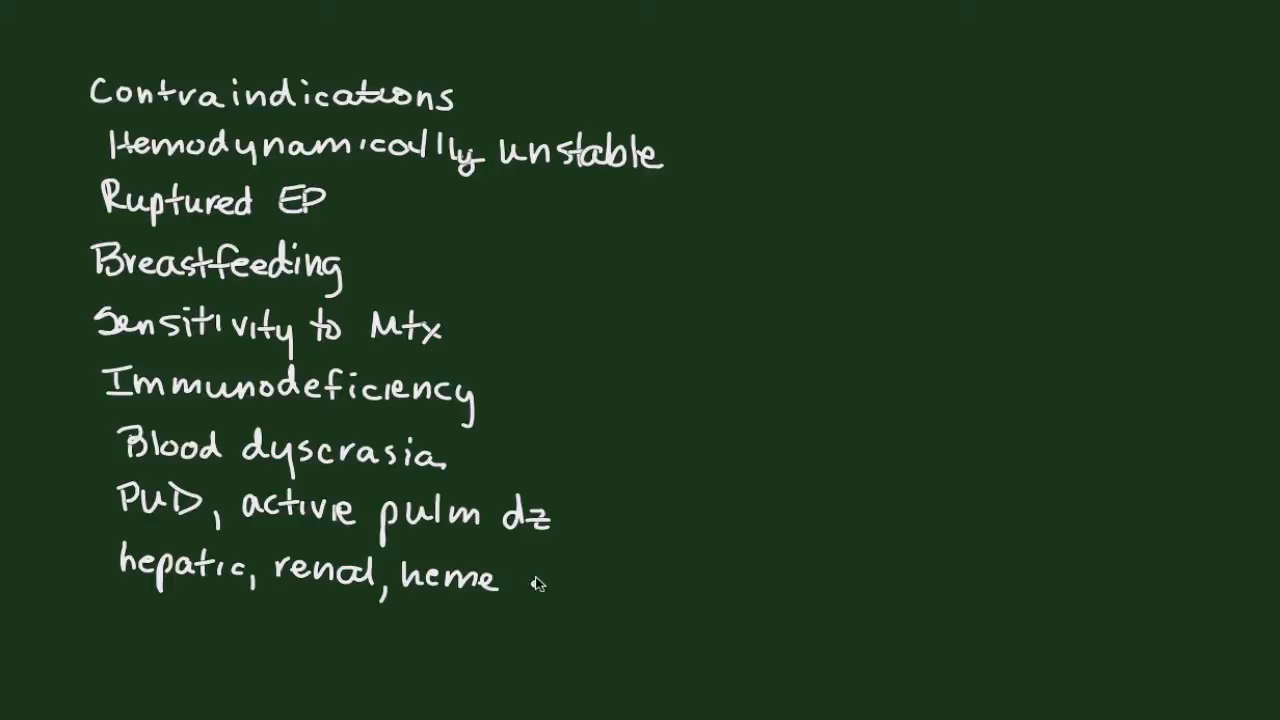 Contraindications
Hemodynamically unstable
Ruptured EP
Breastfeeding
Sensitivity to Mtx
Immunodeficiency
Blood dyscrasia
PUD, active pulm dz
hepatic, renal, heme